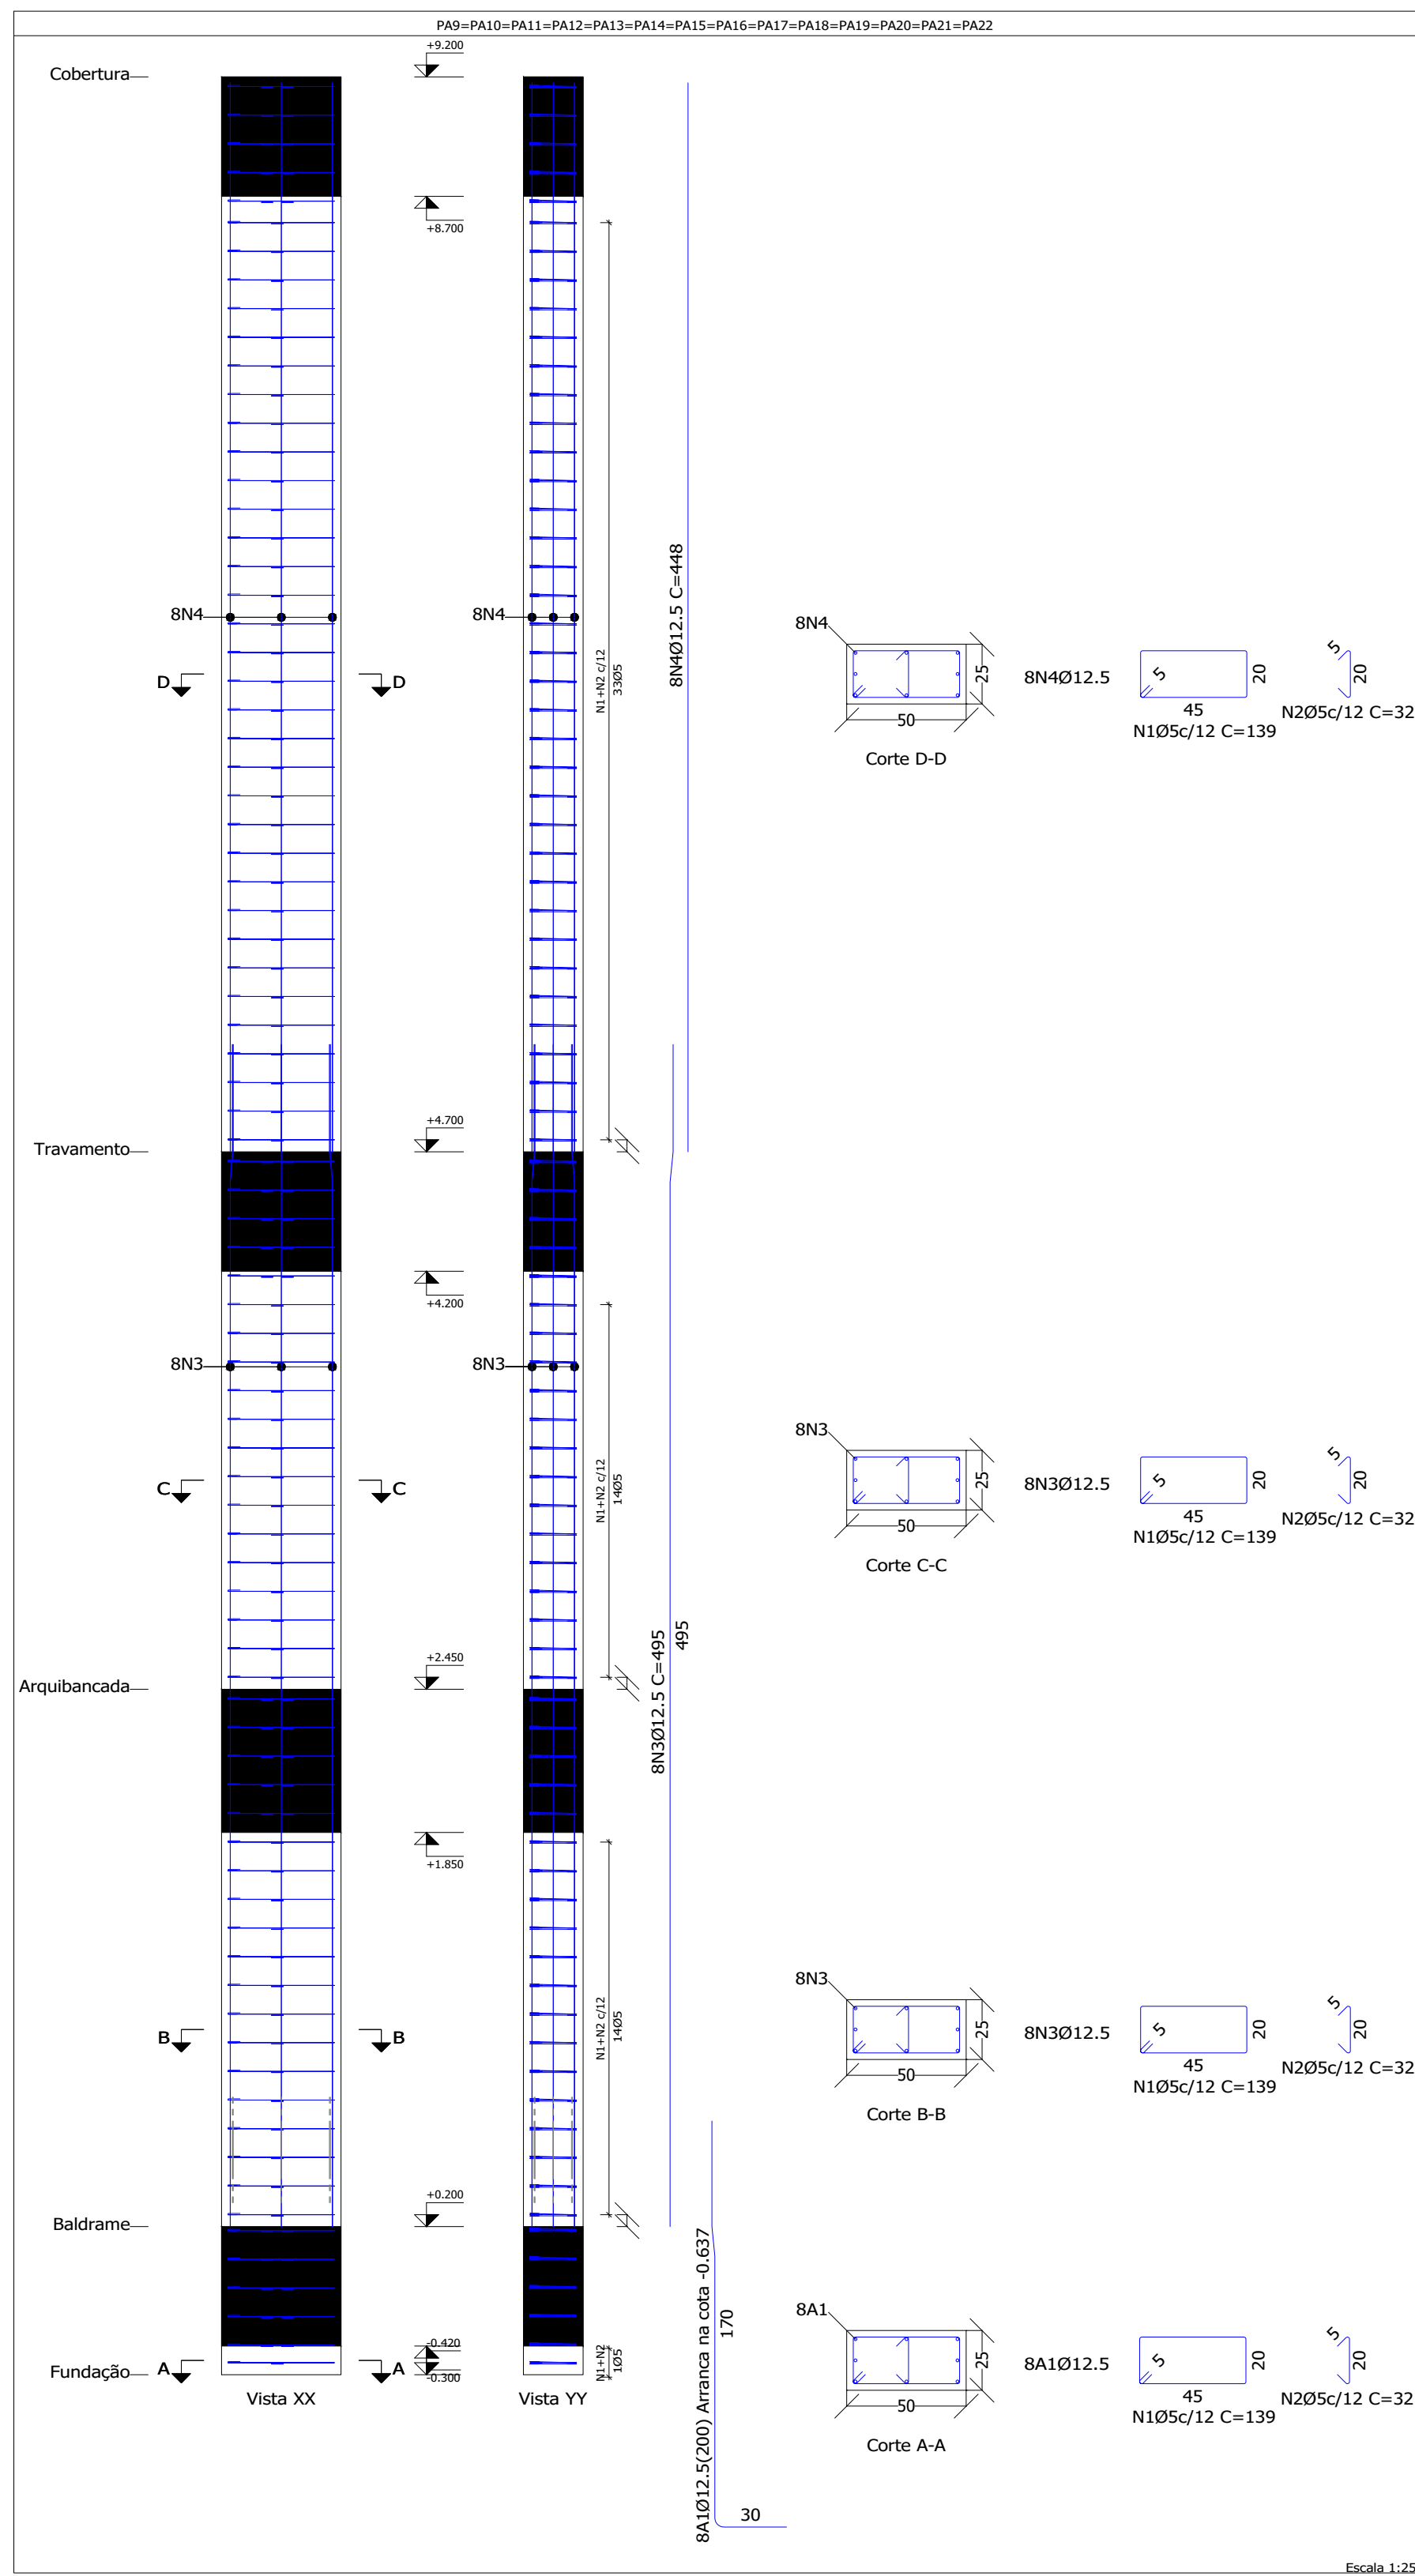 PA9=PA10=PA11=PA12=PA13=PA14=PA15=PA16=PA17=PA18=PA19=PA20=PA21=PA22
+9.200
Cobertura
+8.700
8N4Ø12.5 C=448
N1+N2 c/12
33Ø5
8N4
8N4
D
D
8N4
25
50
Corte D-D
8N4Ø12.5
5
20
45
N1Ø5c/12 C=139
5
20
N2Ø5c/12 C=32
+4.700
Travamento
+4.200
8N3
8N3
N1+N2 c/12
14Ø5
C
C
8N3
25
50
Corte C-C
8N3Ø12.5
5
20
45
N1Ø5c/12 C=139
5
20
N2Ø5c/12 C=32
8N3Ø12.5 C=495
495
+2.450
Arquibancada
+1.850
N1+N2 c/12
14Ø5
B
B
8N3
25
50
Corte B-B
8N3Ø12.5
5
20
45
N1Ø5c/12 C=139
5
20
N2Ø5c/12 C=32
+0.200
Baldrame
8A1Ø12.5(200) Arranca na cota -0.637
170
30
-0.420
-0.300
N1+N2
1Ø5
Fundação
A
A
Vista XX
Vista YY
8A1
25
50
Corte A-A
8A1Ø12.5
5
20
45
N1Ø5c/12 C=139
5
20
N2Ø5c/12 C=32
Escala 1:25